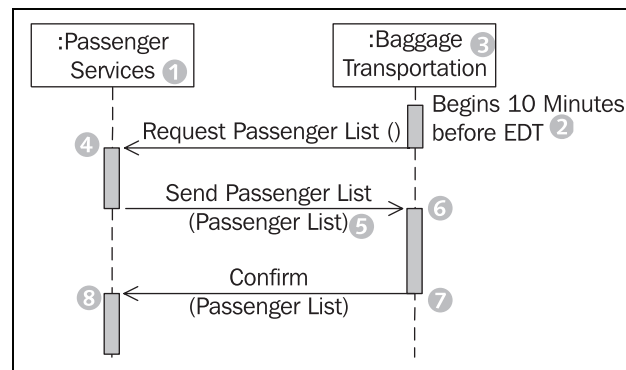 :Passenger
Services 1
:Baggage 3
Transportation
Begins 10 Minutes
before EDT 2
4
Request Passenger List ()
Send Passenger List
(Passenger List) 5
6
Confirm
(Passenger List)
7
8